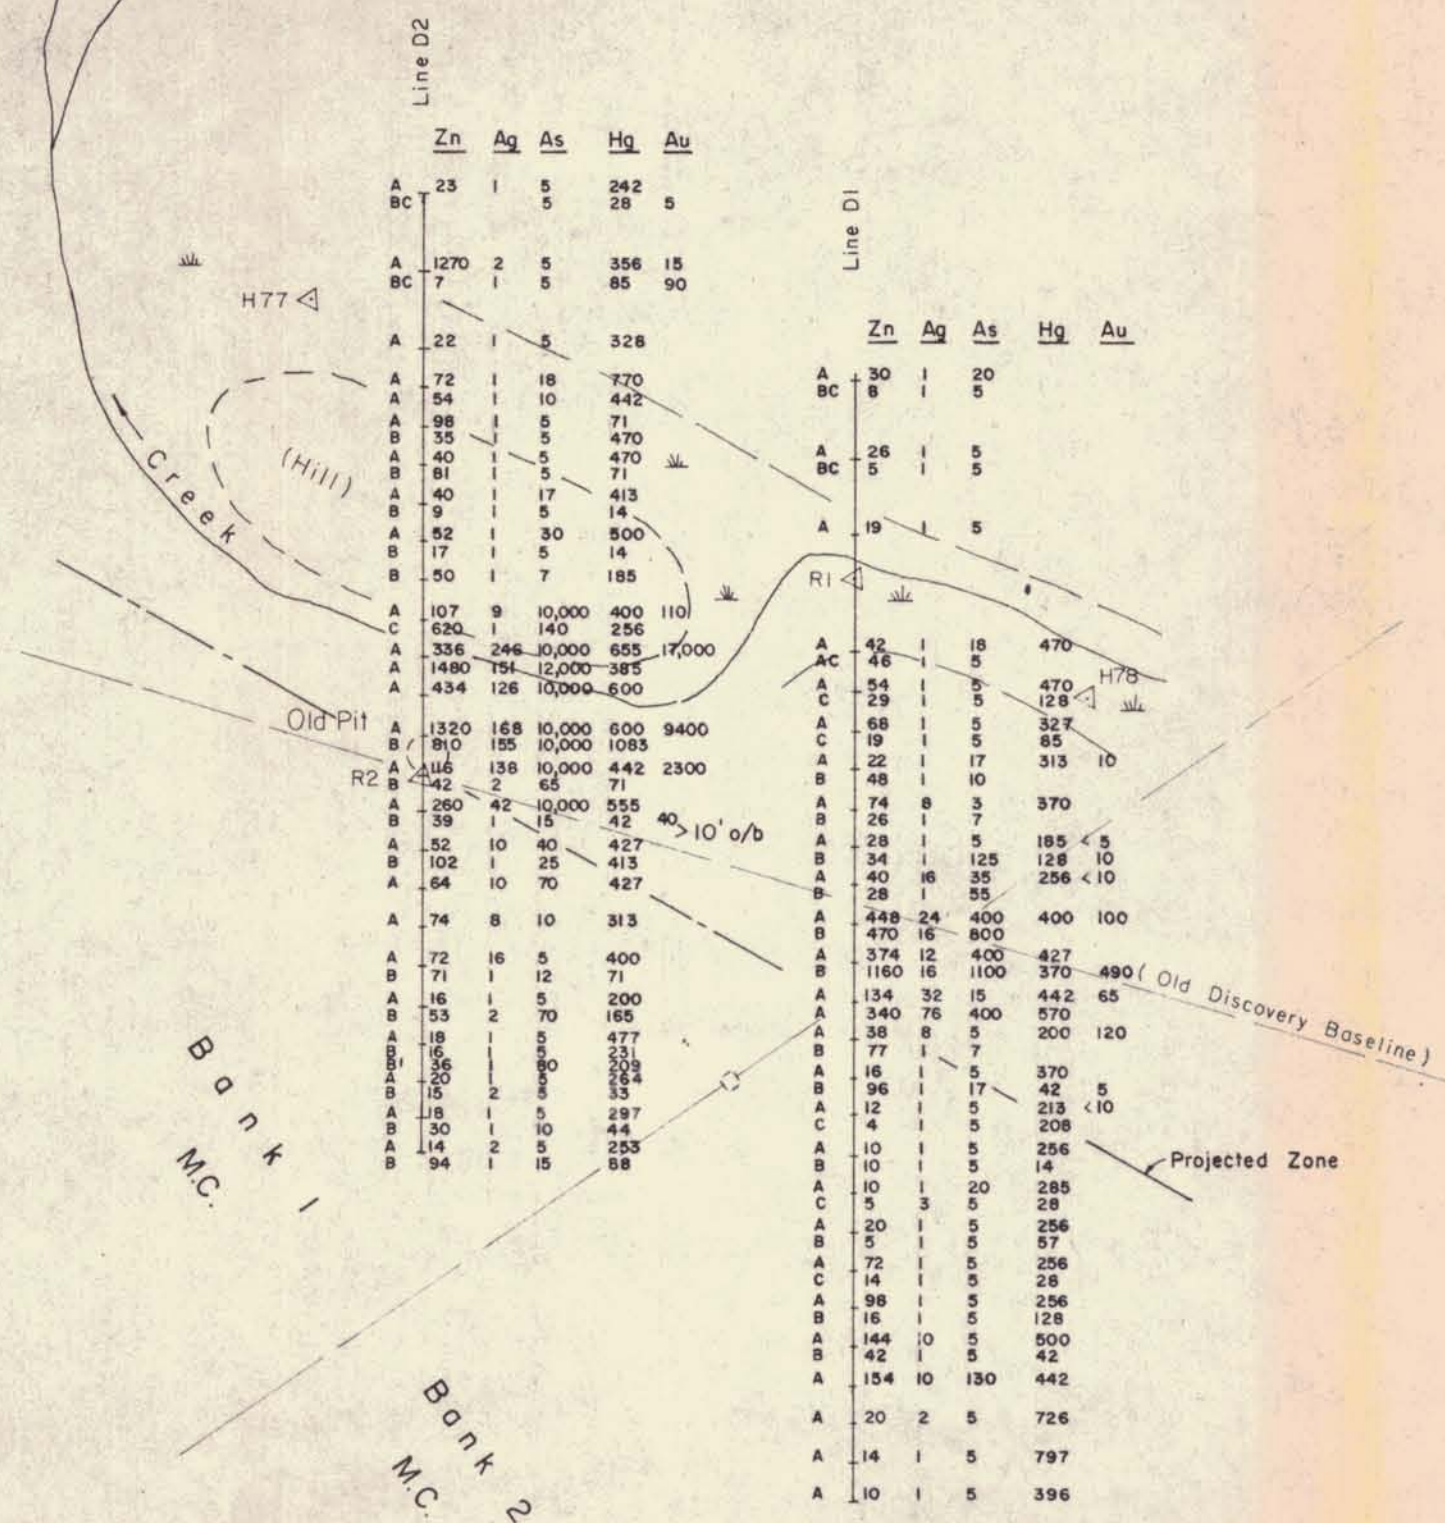 Line D2
Zn Ag As Hg Au
A 23 1 5 242
BC 5 28 5
A 1270 2 5 356 15
BC 7 1 5 85 90
H77
A 22 1 5 328
A 72 1 18 770
A 54 1 10 442
A 98 1 5 71
B 35 1 5 470
A 40 1 5 470
B 81 1 5 71
A 40 1 17 413
B 9 1 5 14
A 52 1 30 500
B 17 1 5 14
B 50 1 7 185
A 107 9 10,000 400 110
C 620 1 140 256
A 336 246 10,000 655 17,000
A 1480 151 12,000 385
A 434 126 10,000 600
A 1320 168 10,000 600 9400
B 810 155 10,000 1083
A 116 138 10,000 442 2300
B 42 2 65 71
A 260 42 10,000 555
B 39 1 15 42 40 >10' o/b
A 52 10 40 427
B 102 1 25 413
A 64 10 70 427
A 74 8 10 313
A 72 16 5 400
B 71 1 12 71
A 16 1 5 200
B 53 2 70 165
A 18 1 5 477
B 16 1 5 231
B' 36 1 80 209
A 20 1 5 264
B 15 2 5 33
A 18 1 5 297
B 30 1 10 44
A 14 2 5 253
B 94 1 15 88
(Hill)
Creek
Old Pit
R2
Bank 1
M.C.
Bank 2
M.C.
Line D1
Zn Ag As Hg Au
A 30 1 20
BC 8 1 5
A 26 1 5
BC 5 1 5
A 19 1 5
R1
A 42 1 18 470
AC 46 1 5
H78
A 54 1 5 470
C 29 1 5 128
A 68 1 5 327
C 19 1 5 85
A 22 1 17 313 10
B 48 1 10
A 74 8 3 370
B 26 1 7
A 28 1 5 185 <5
B 34 1 125 128 10
A 40 16 35 256 <10
B 28 1 55
A 448 24 400 400 100
B 470 16 800
A 374 12 400 427
B 1160 16 1100 370 490
A 134 32 15 442 65
A 340 76 400 570
A 38 8 5 200 120
B 77 1 7
A 16 1 5 370
B 96 1 17 42 5
A 12 1 5 213 <10
C 4 1 5 208
A 10 1 5 256
B 10 1 5 14
A 10 1 20 285
C 5 3 5 28
A 20 1 5 256
B 5 1 5 57
A 72 1 5 256
C 14 1 5 28
A 98 1 5 256
B 16 1 5 128
A 144 10 5 500
B 42 1 5 42
A 154 10 130 442
A 20 2 5 726
A 14 1 5 797
A 10 1 5 396
(Old Discovery Baseline)
Projected Zone